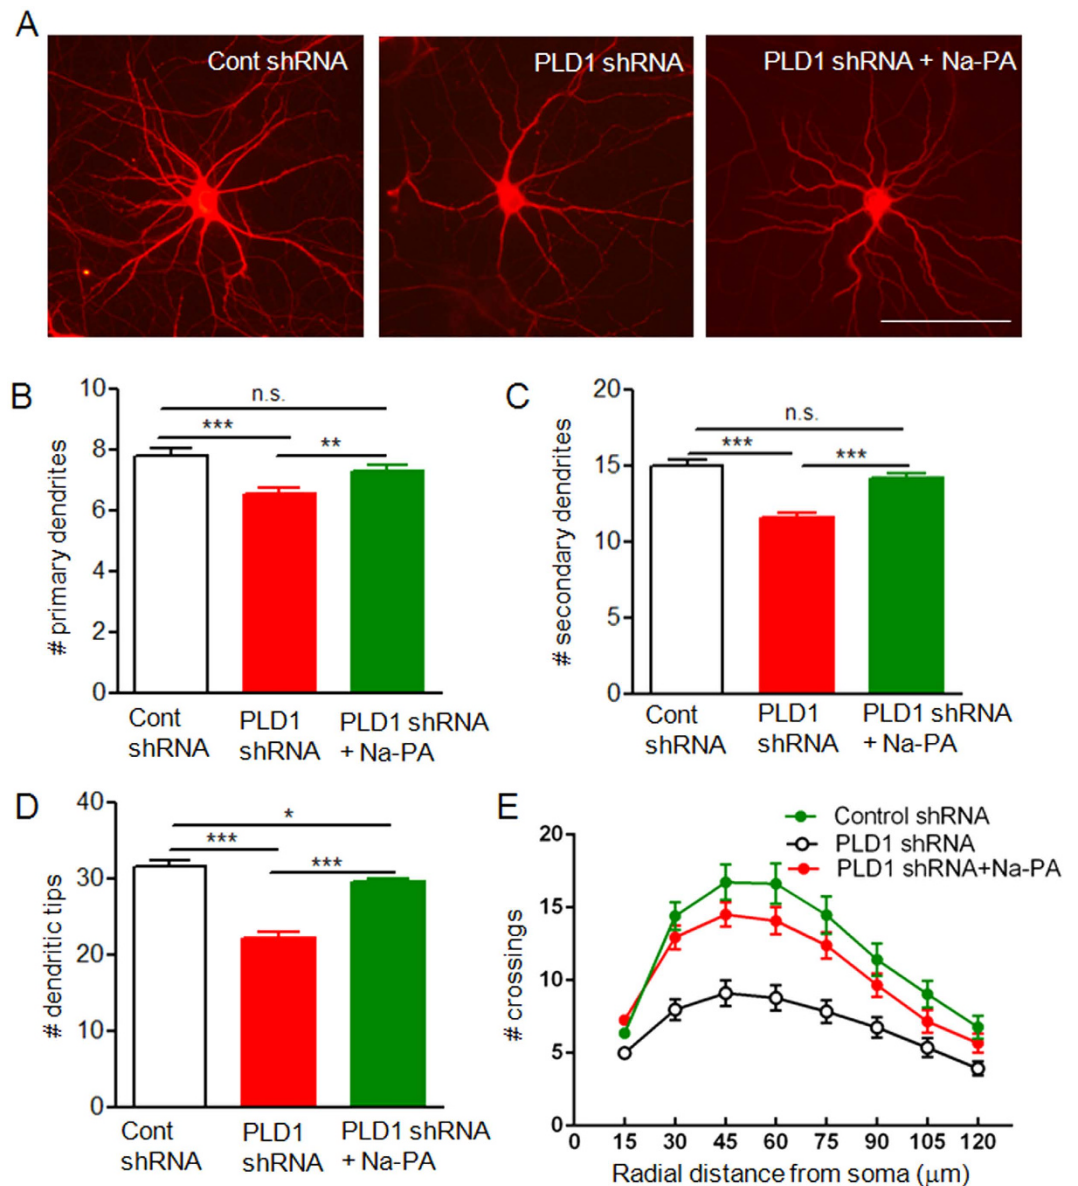 A
Cont shRNA
PLD1 shRNA
PLD1 shRNA + Na-PA
B
# primary dendrites
10
8
6
4
2
0
n.s.
***
**
Cont
shRNA
PLD1
shRNA
PLD1 shRNA
+ Na-PA
C
# secondary dendrites
20
15
10
5
0
n.s.
***
***
Cont
shRNA
PLD1
shRNA
PLD1 shRNA
+ Na-PA
D
# dendritic tips
40
30
20
10
0
*
***
***
Cont
shRNA
PLD1
shRNA
PLD1 shRNA
+ Na-PA
E
Control shRNA
PLD1 shRNA
PLD1 shRNA+Na-PA
# crossings
20
15
10
5
0
0 15 30 45 60 75 90 105 120
Radial distance from soma (μm)